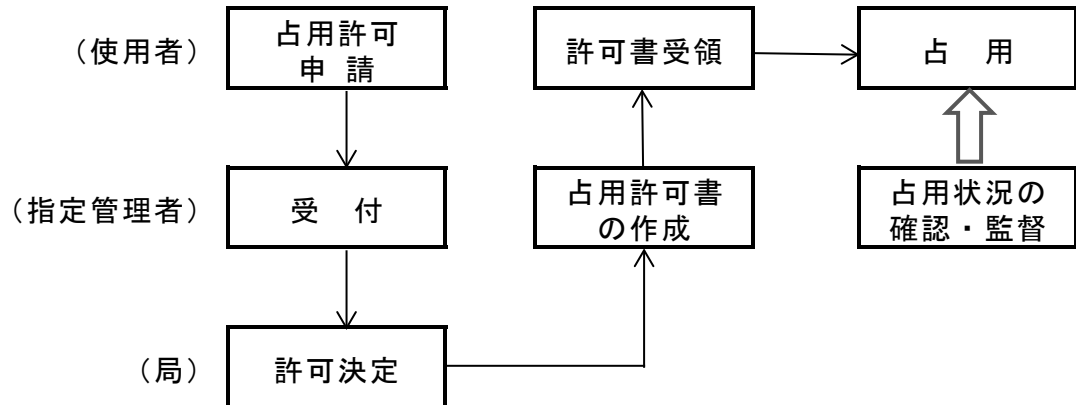 （使用者）
占用許可
申 請
許可書受領
占 用
（指定管理者）
受 付
占用許可書
の作成
占用状況の
確認・監督
（局）
許可決定